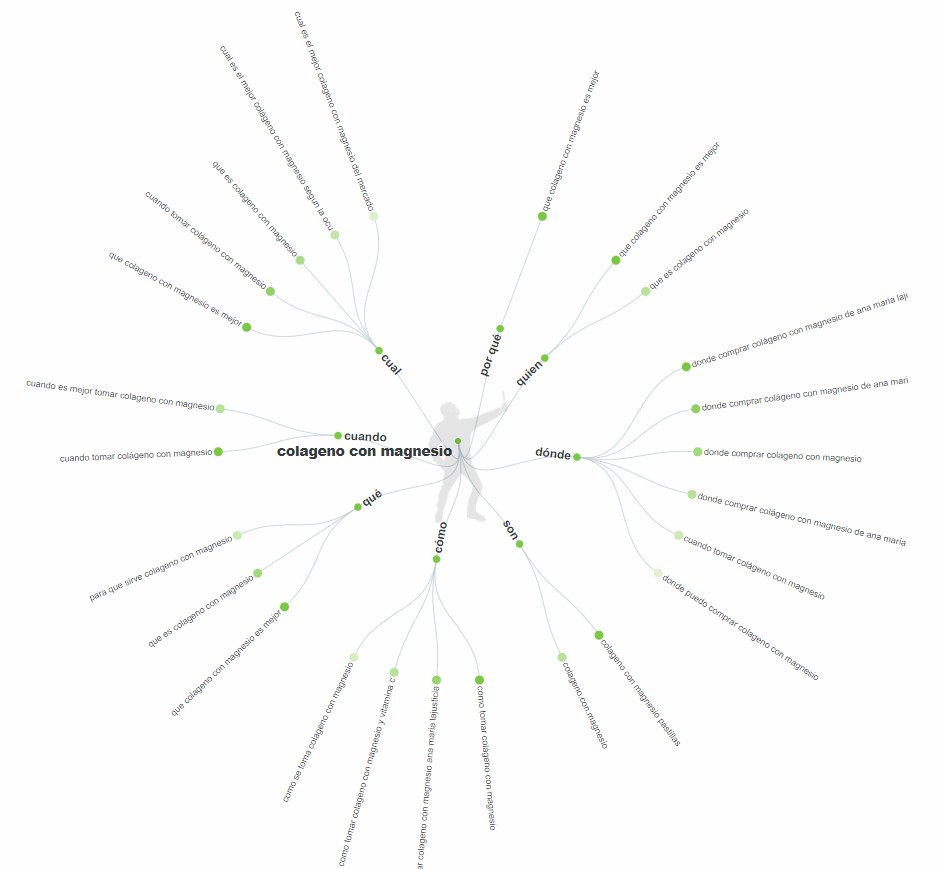 colageno con magnesio
cual
cual es el mejor colageno con magnesio del mercado
cual es el mejor colágeno con magnesio segun la ocu
que es colageno con magnesio
cuando tomar colágeno con magnesio
que colageno con magnesio es mejor
por qué
que colageno con magnesio es mejor
quien
que colageno con magnesio es mejor
que es colageno con magnesio
dónde
donde comprar colágeno con magnesio de ana maria laj
donde comprar colágeno con magnesio de ana mari
donde comprar colageno con magnesio
donde comprar colágeno con magnesio de ana maria
cuando tomar colágeno con magnesio
donde puedo comprar colageno con magnesio
son
colageno con magnesio pastillas
colageno con magnesio
cómo
como tomar colágeno con magnesio
ar colageno con magnesio ana maria lajusticia
como tomar colageno con magnesio y vitamina c
como se toma colageno con magnesio
qué
que colageno con magnesio es mejor
que es colageno con magnesio
para que sirve colageno con magnesio
cuando
cuando tomar colágeno con magnesio
cuando es mejor tomar colageno con magnesio